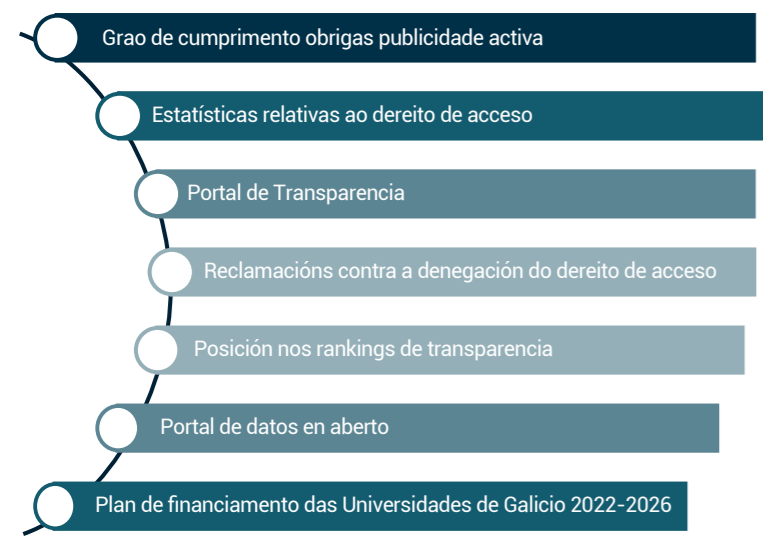 Grao de cumprimento obrigas publicidade activa
Estatísticas relativas ao dereito de acceso
Portal de Transparencia
Reclamacións contra a denegación do dereito de acceso
Posición nos rankings de transparencia
Portal de datos en aberto
Plan de financiamento das Universidades de Galicio 2022-2026